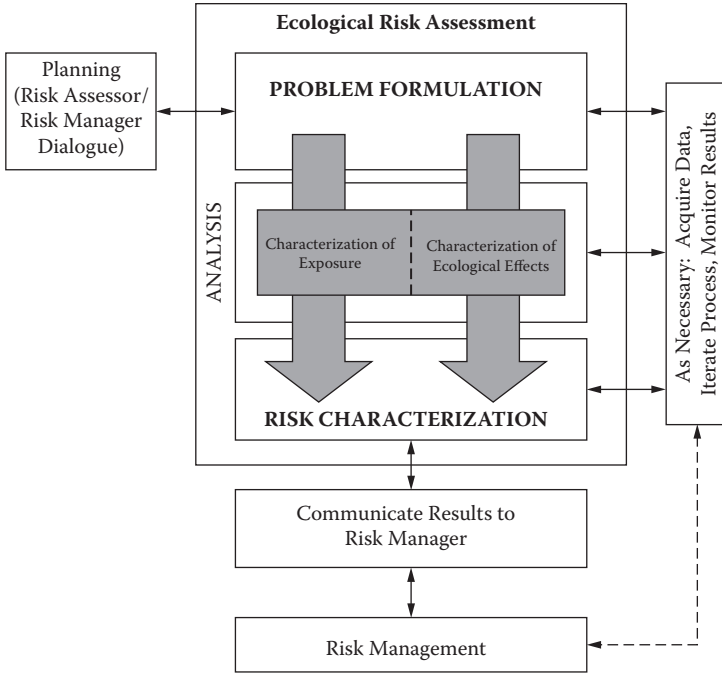 Ecological Risk Assessment
Planning
(Risk Assessor/
Risk Manager
Dialogue)
PROBLEM FORMULATION
ANALYSIS
Characterization of
Exposure
Characterization of
Ecological Effects
RISK CHARACTERIZATION
As Necessary: Acquire Data,
Iterate Process, Monitor Results
Communicate Results to
Risk Manager
Risk Management